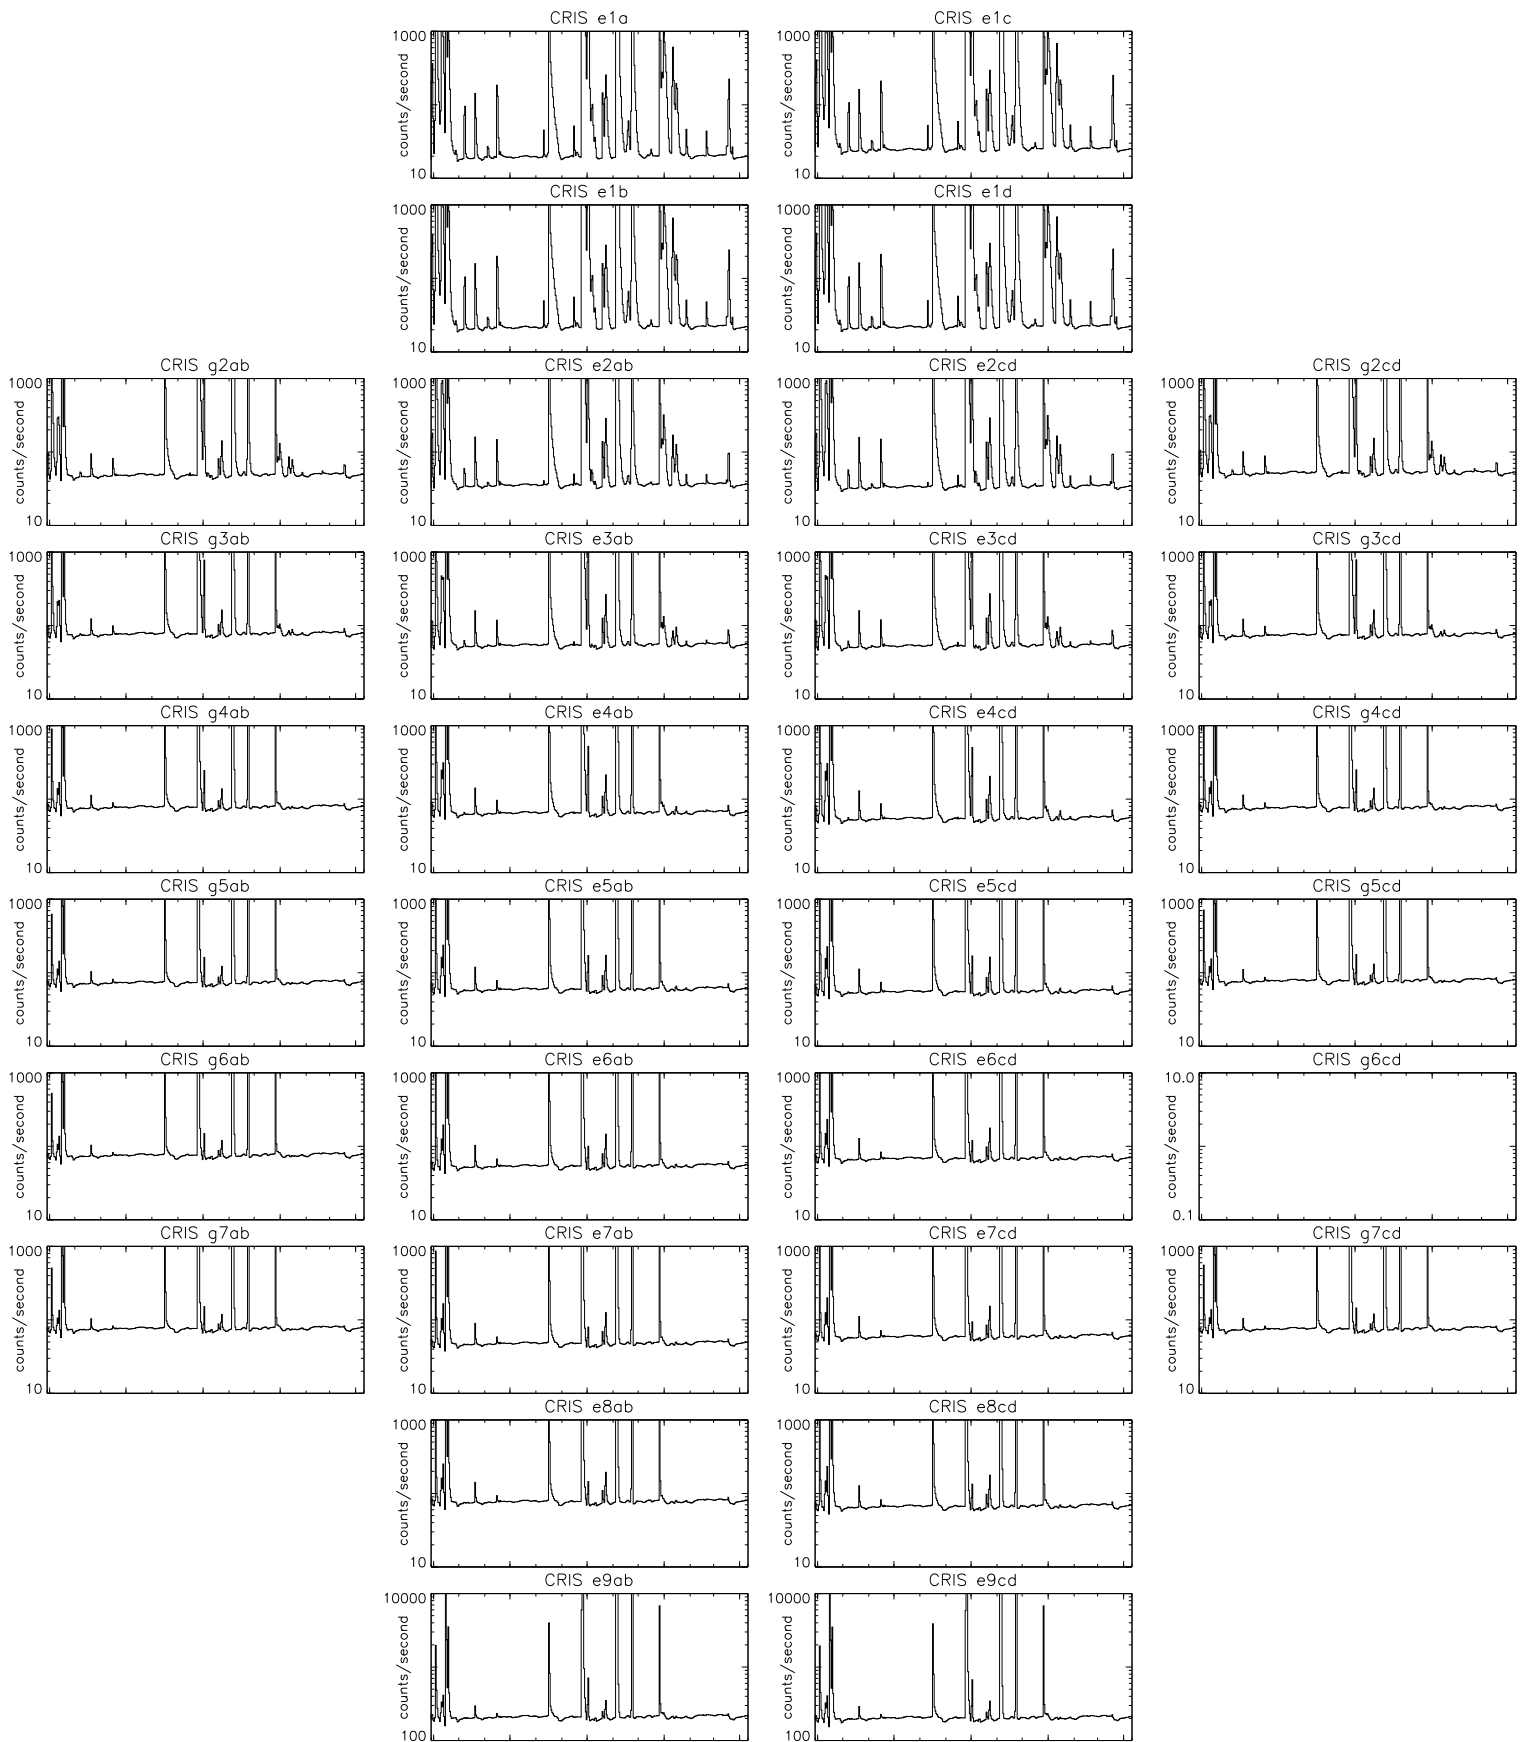 CRIS e1a
CRIS e1c
1000
counts/second
10
1000
counts/second
10
CRIS e1b
CRIS e1d
1000
counts/second
10
1000
counts/second
10
CRIS g2ab
CRIS e2ab
CRIS e2cd
CRIS g2cd
1000
counts/second
10
1000
counts/second
10
1000
counts/second
10
1000
counts/second
10
CRIS g3ab
CRIS e3ab
CRIS e3cd
CRIS g3cd
1000
counts/second
10
1000
counts/second
10
1000
counts/second
10
1000
counts/second
10
CRIS g4ab
CRIS e4ab
CRIS e4cd
CRIS g4cd
1000
counts/second
10
1000
counts/second
10
1000
counts/second
10
1000
counts/second
10
CRIS g5ab
CRIS e5ab
CRIS e5cd
CRIS g5cd
1000
counts/second
10
1000
counts/second
10
1000
counts/second
10
1000
counts/second
10
CRIS g6ab
CRIS e6ab
CRIS e6cd
CRIS g6cd
1000
counts/second
10
1000
counts/second
10
1000
counts/second
10
10.0
counts/second
0.1
CRIS g7ab
CRIS e7ab
CRIS e7cd
CRIS g7cd
1000
counts/second
10
1000
counts/second
10
1000
counts/second
10
1000
counts/second
10
CRIS e8ab
CRIS e8cd
1000
counts/second
10
1000
counts/second
10
CRIS e9ab
CRIS e9cd
10000
counts/second
100
10000
counts/second
100